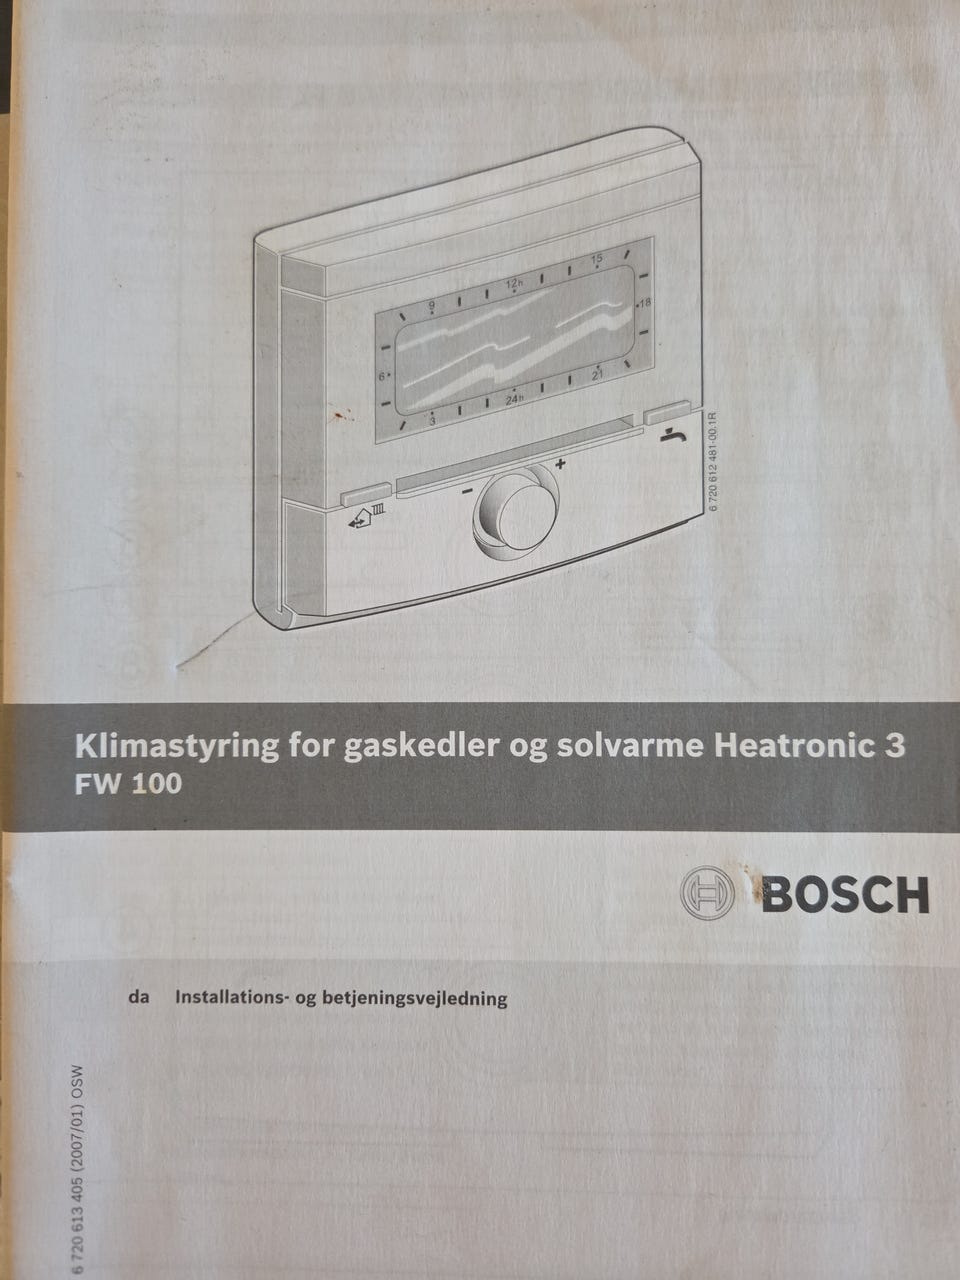 9
12h
15
6
18
3
24h
21
-
+
6 720 612 481-00.1R
Klimastyring for gaskedler og solvarme Heatronic 3
FW 100
BOSCH
da Installations- og betjeningsvejledning
6 720 613 405 (2007/01) OSW